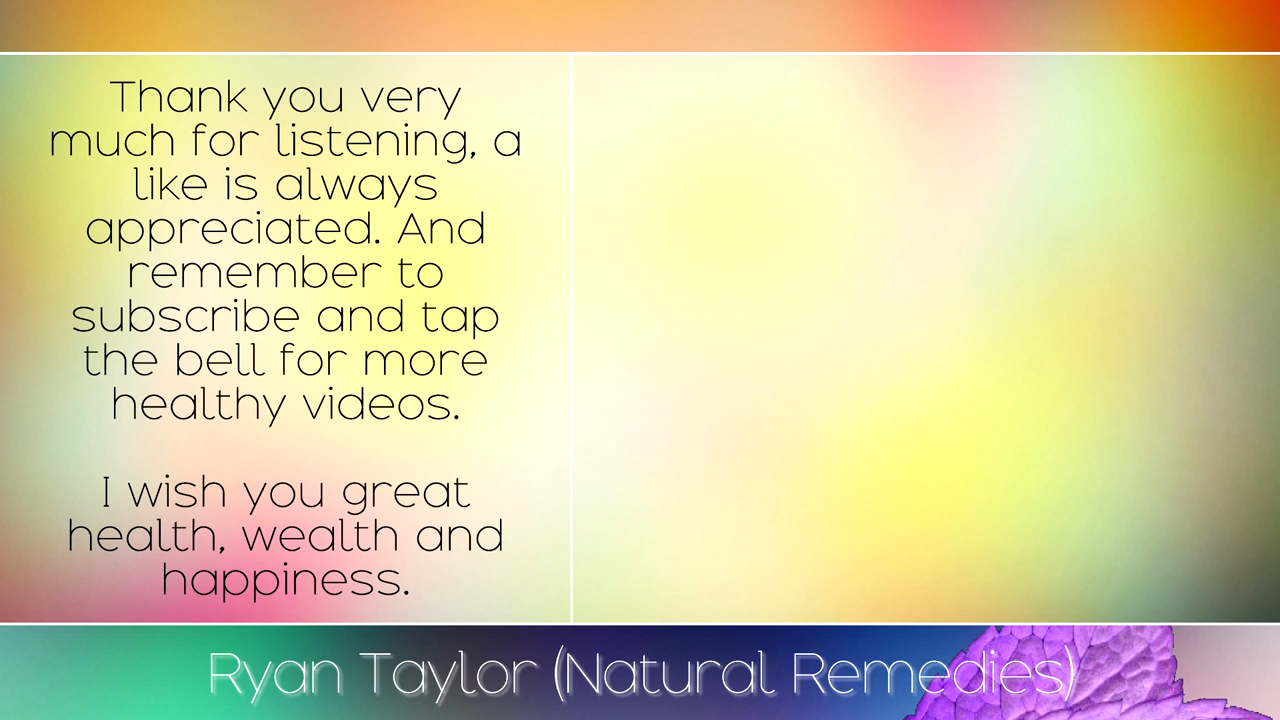 Thank you very
much for listening, a
like is always
appreciated. And
remember to
subscribe and tap
the bell for more
healthy videos.
I wish you great
health, wealth and
happiness.
Ryan Taylor (Natural Remedies)